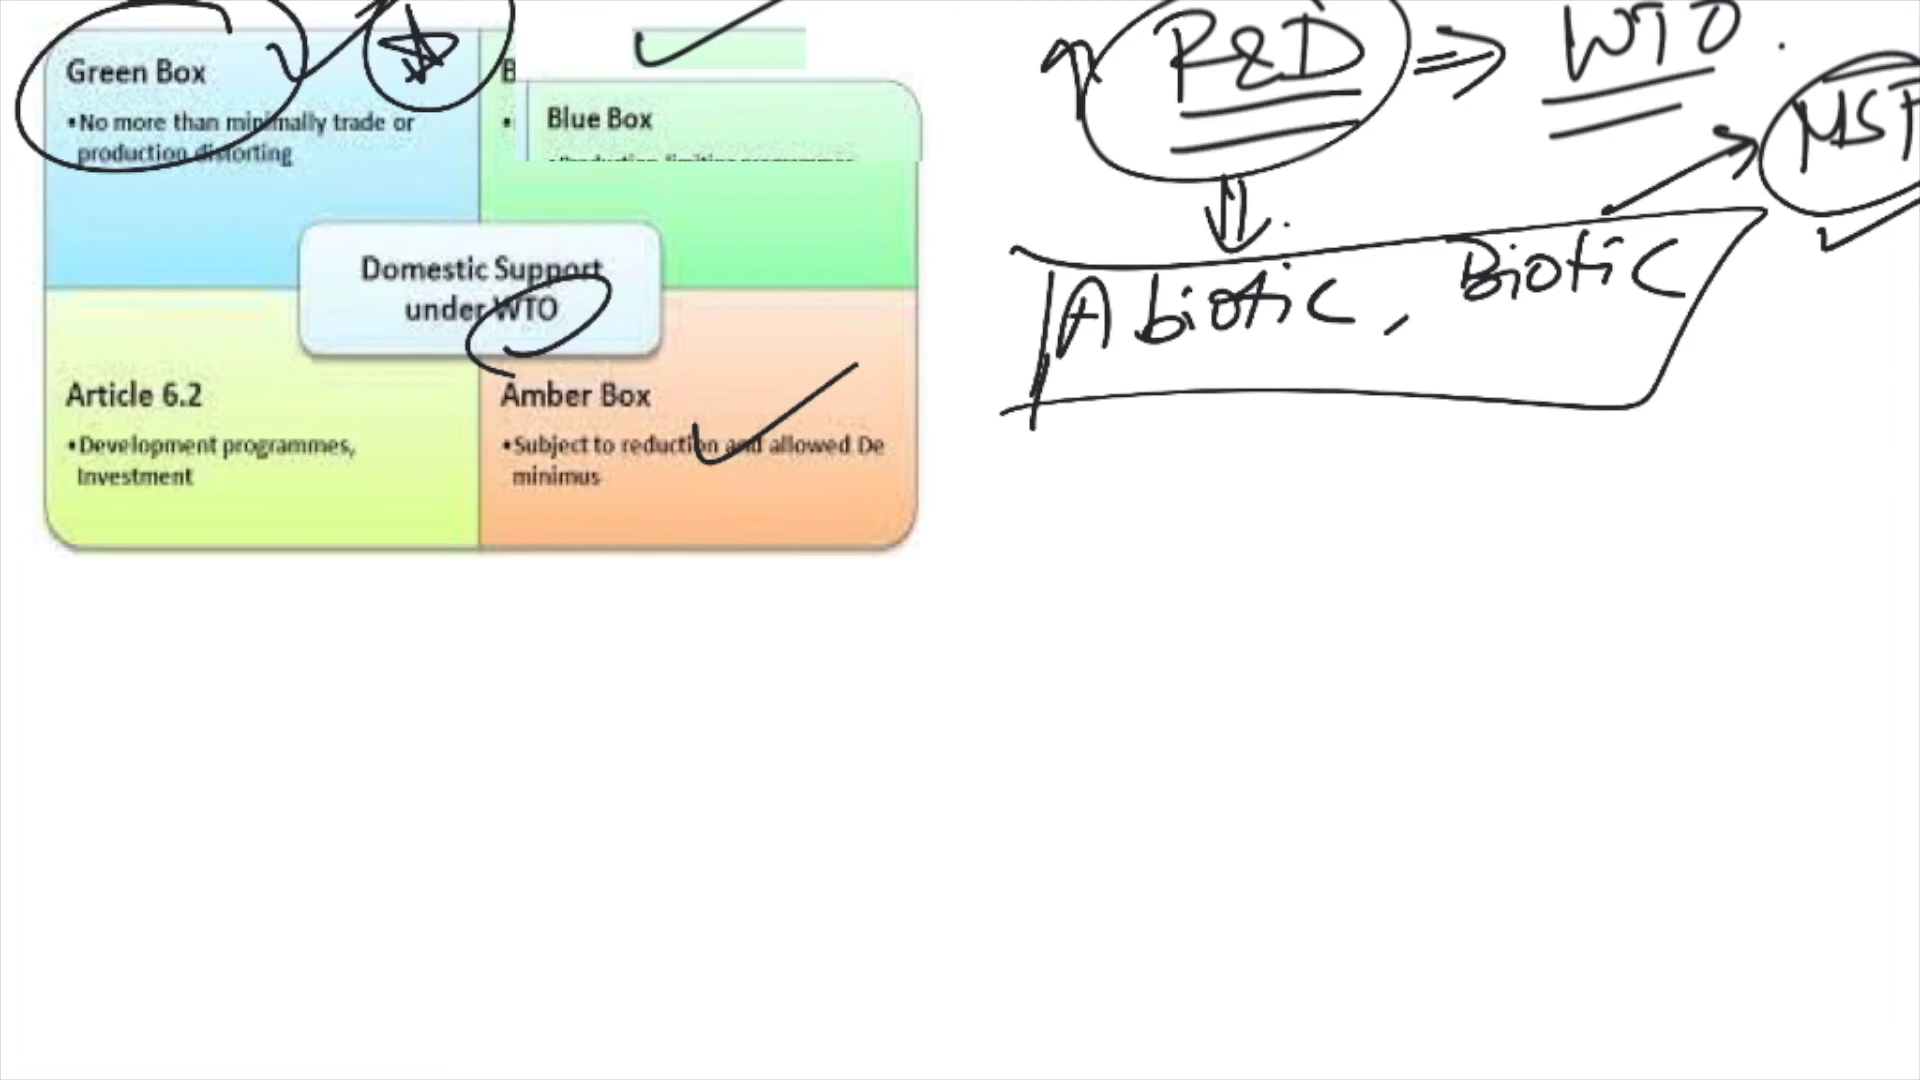 Green Box
•No more than minimally trade or
production distorting
B
•
Blue Box
Domestic Support
under WTO
Article 6.2
•Development programmes,
Investment
Amber Box
•Subject to reduction and allowed De
minimus
R&D ⇒ WTO
MSP
Abiotic, Biotic